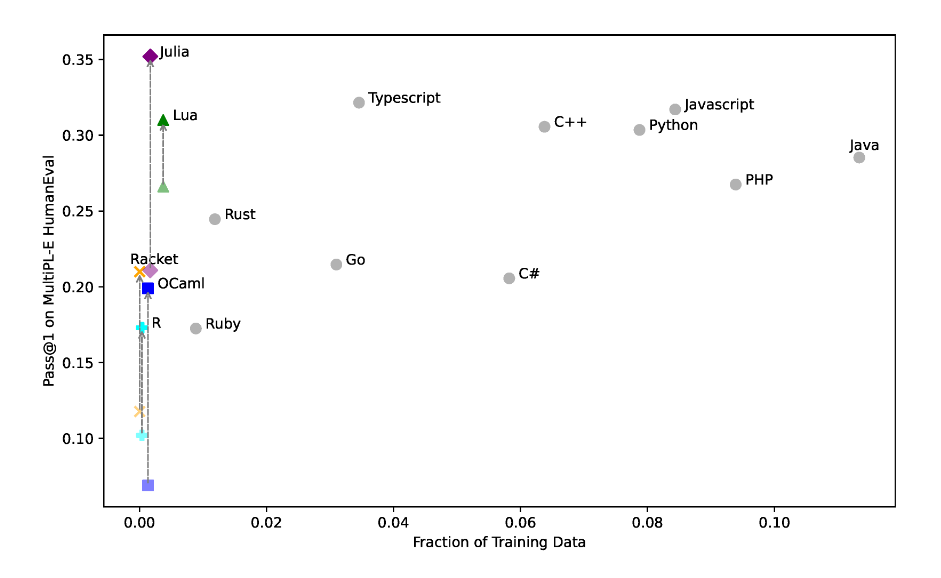 0.35
0.30
0.25
0.20
0.15
0.10
Pass@1 on MultiPL-E HumanEval
Julia
Lua
Typescript
C++
Javascript
Python
Java
PHP
Rust
Racket
OCaml
Go
C#
R
Ruby
0.00
0.02
0.04
0.06
0.08
0.10
Fraction of Training Data